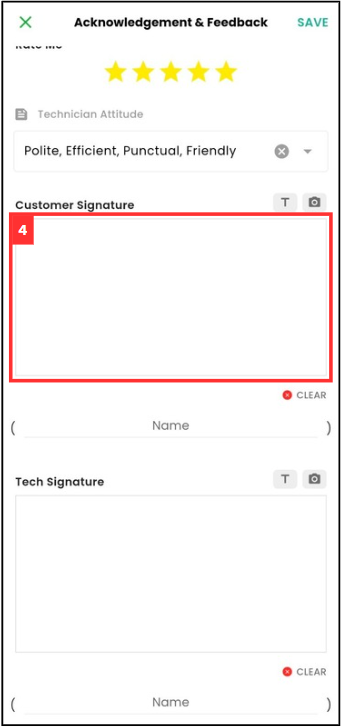 Acknowledgement & Feedback SAVE
Rate Me
Technician Attitude
Polite, Efficient, Punctual, Friendly
Customer Signature T
4
CLEAR
( Name )
Tech Signature T
CLEAR
( Name )